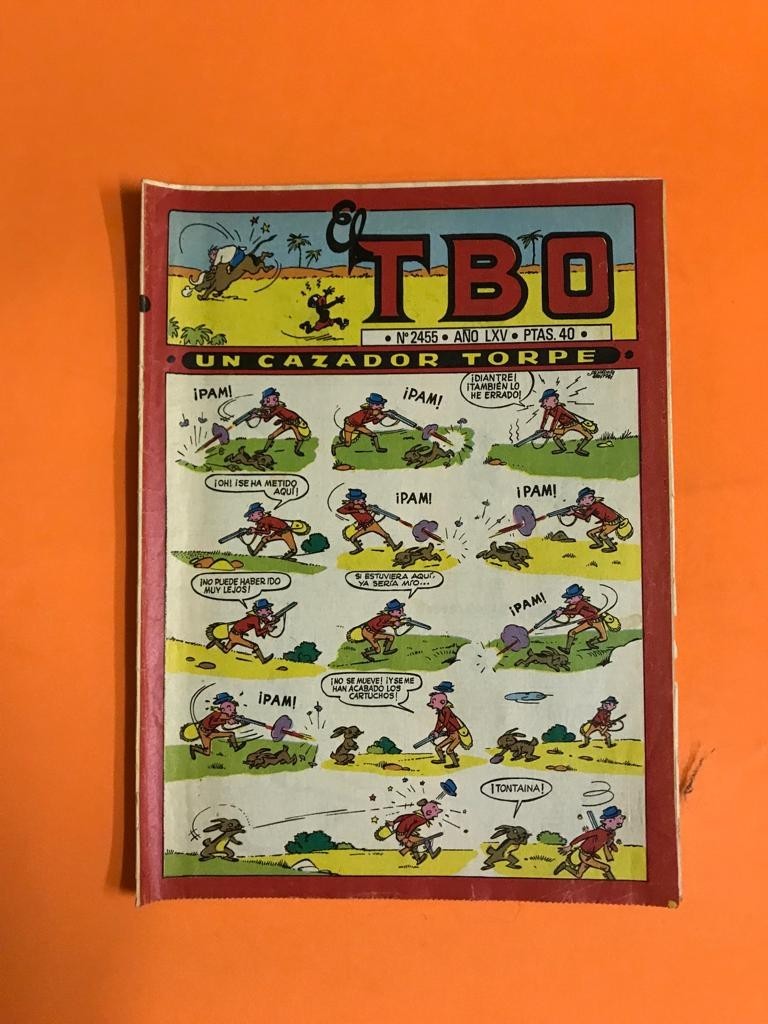 El
TBO
• Nº 2455 • AÑO LXV • PTAS. 40 •
• UN CAZADOR TORPE •
¡PAM!
¡PAM!
¡DIANTRE!
¡TAMBIÉN LO
HE ERRADO!
¡OH! ¡SE HA METIDO
AQUÍ!
¡PAM!
¡PAM!
¡NO PUEDE HABER IDO
MUY LEJOS!
SI ESTUVIERA AQUÍ,
YA SERÍA MÍO...
¡PAM!
¡PAM!
¡NO SE MUEVE! ¡Y SE ME
HAN ACABADO LOS
CARTUCHOS!
¡TONTAINA!